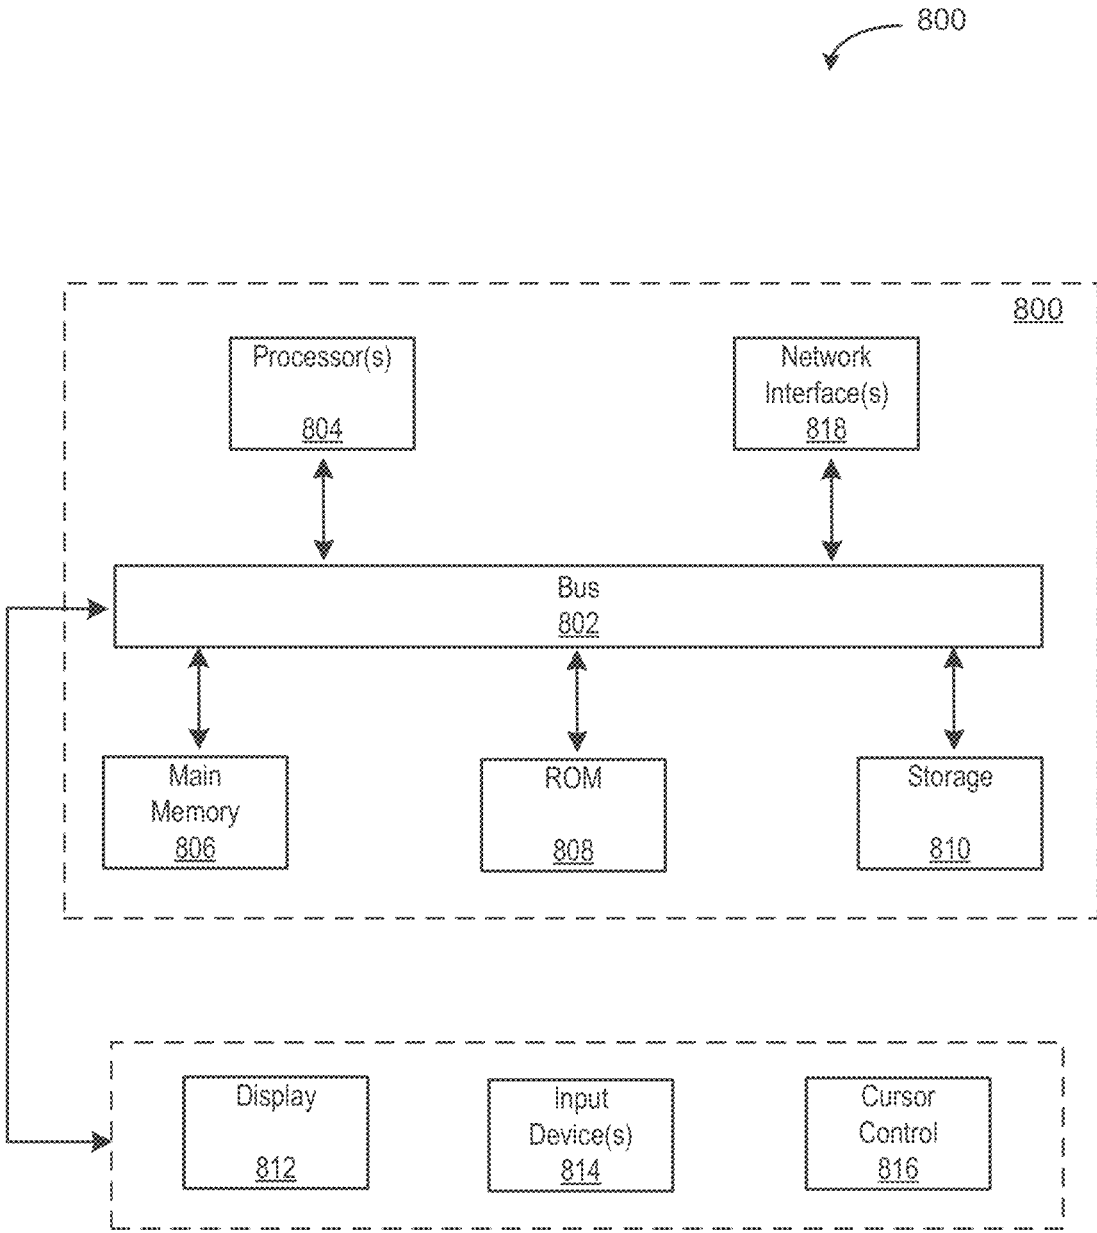 800
800
Processor(s)
804
Network
Interface(s)
818
Bus
802
Main
Memory
806
ROM
808
Storage
810
Display
812
Input
Device(s)
814
Cursor
Control
816